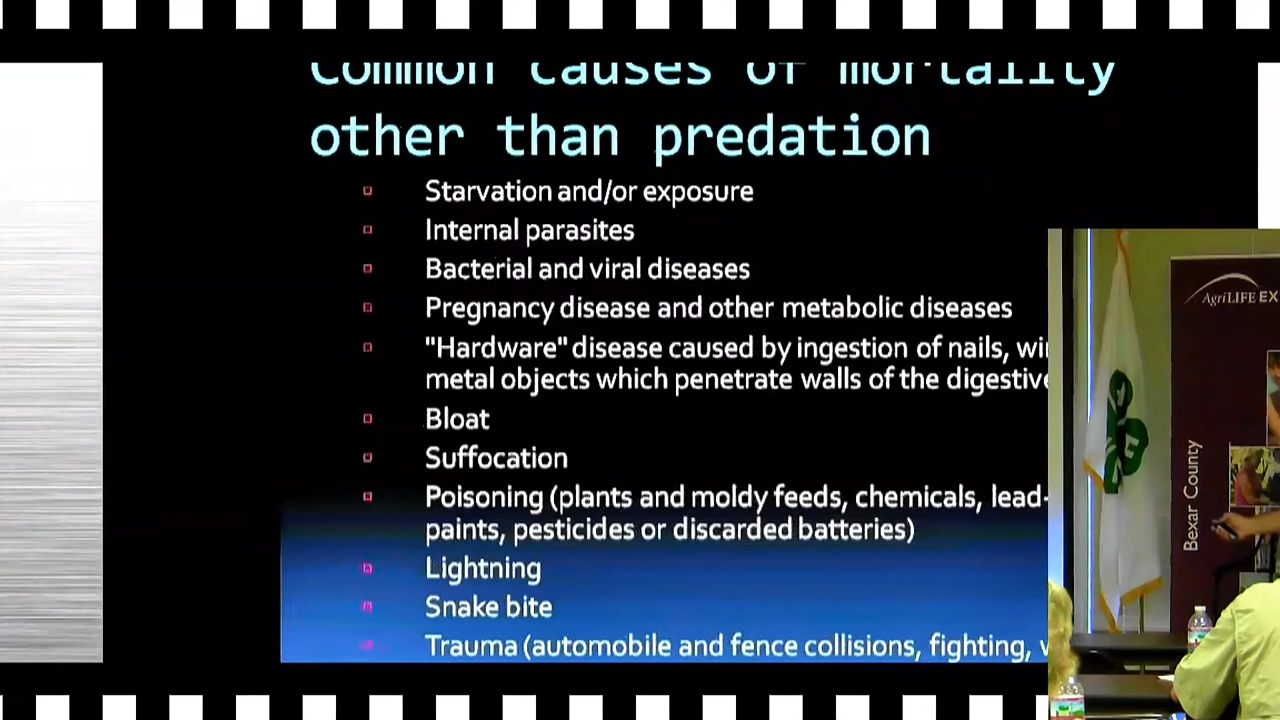 Common causes of mortality
other than predation
Starvation and/or exposure
Internal parasites
Bacterial and viral diseases
Pregnancy disease and other metabolic diseases
"Hardware" disease caused by ingestion of nails,
metal objects which penetrate walls of the digestive
Bloat
Suffocation
Poisoning (plants and moldy feeds, chemicals, lead-
paints, pesticides or discarded batteries)
Lightning
Snake bite
Trauma (automobile and fence collisions, fighting,
AgriLIFE EX
Bexar County